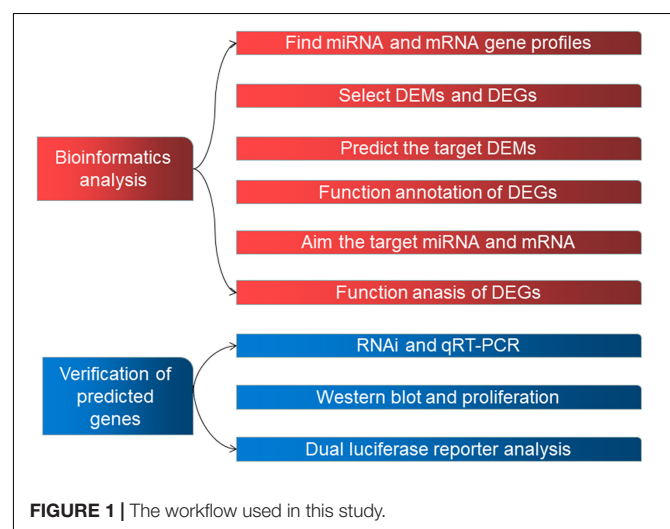 Find miRNA and mRNA gene profiles
Select DEMs and DEGs
Predict the target DEMs
Bioinformatics
analysis
Function annotation of DEGs
Aim the target miRNA and mRNA
Function anasis of DEGs
RNAi and qRT-PCR
Verification of
predicted
genes
Western blot and proliferation
Dual luciferase reporter analysis
FIGURE 1 | The workflow used in this study.